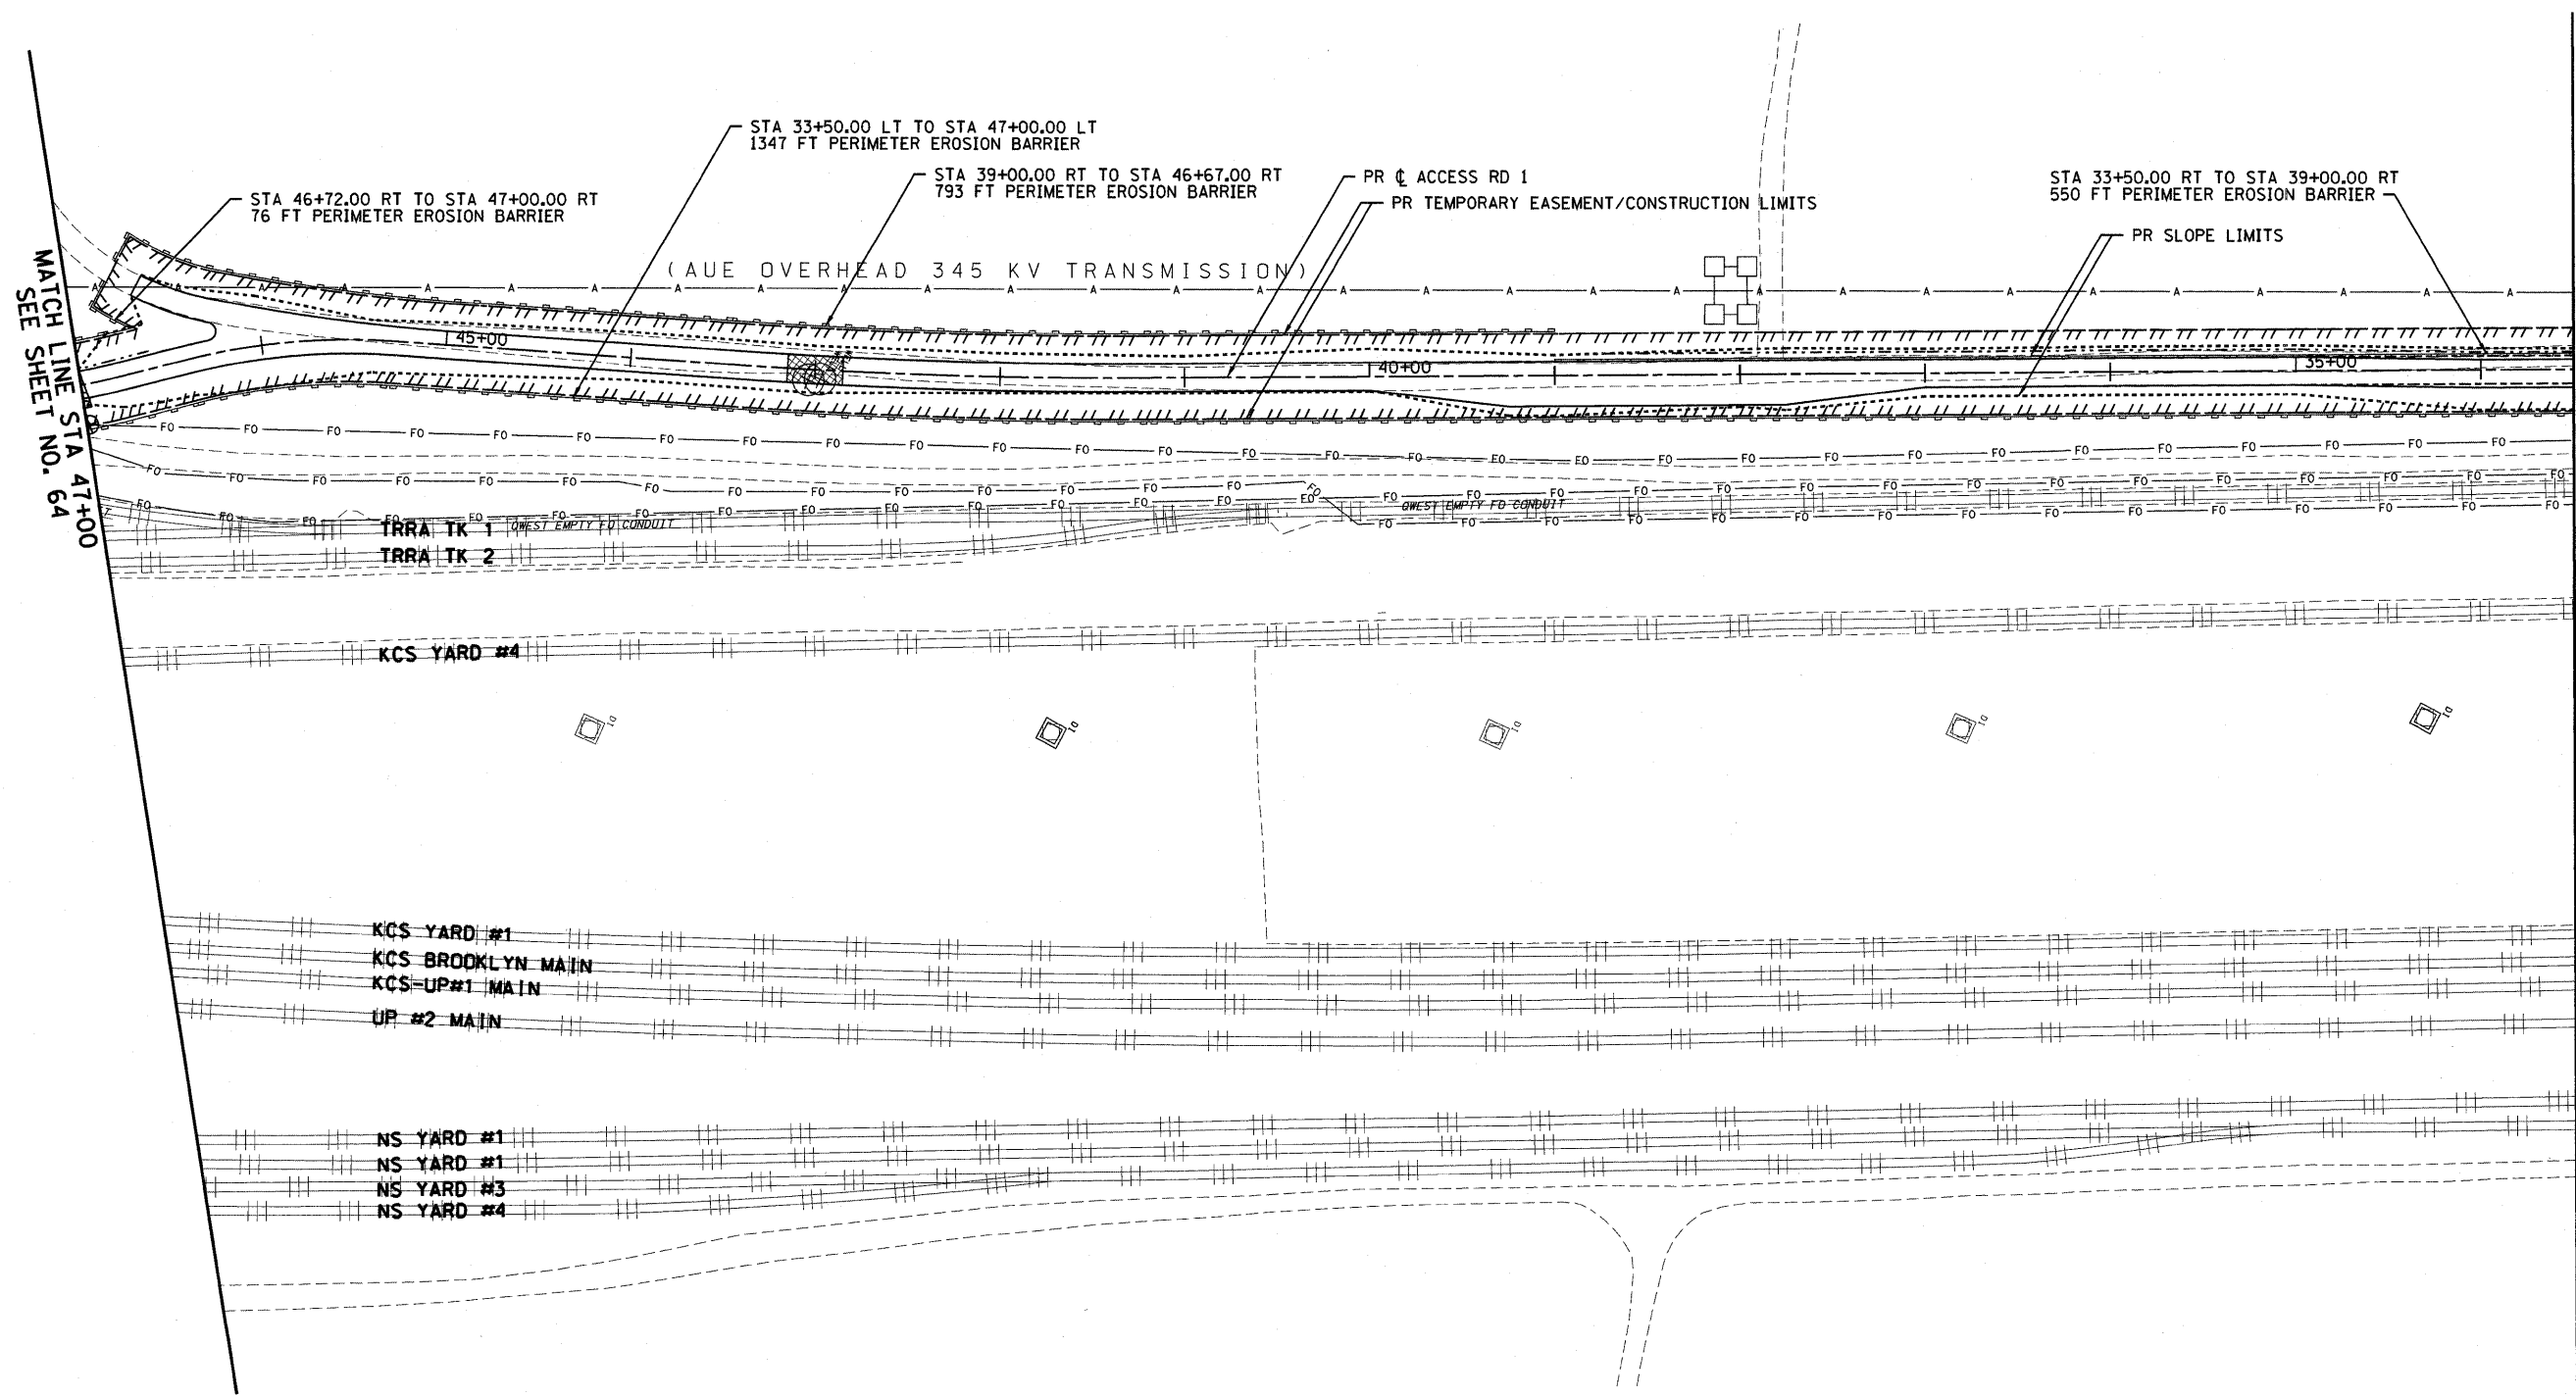 STA 33+50.00 LT TO STA 47+00.00 LT
1347 FT PERIMETER EROSION BARRIER
STA 39+00.00 RT TO STA 46+67.00 RT
793 FT PERIMETER EROSION BARRIER
PR ℄ ACCESS RD 1
PR TEMPORARY EASEMENT/CONSTRUCTION LIMITS
STA 33+50.00 RT TO STA 39+00.00 RT
550 FT PERIMETER EROSION BARRIER
STA 46+72.00 RT TO STA 47+00.00 RT
76 FT PERIMETER EROSION BARRIER
PR SLOPE LIMITS
(AUE OVERHEAD 345 KV TRANSMISSION)
MATCH LINE STA 47+00
SEE SHEET NO. 64
45+00
40+00
35+00
TRRA TK 1
QWEST EMPTY FO CONDUIT
QWEST EMPTY FO CONDUIT
TRRA TK 2
KCS YARD #4
KCS YARD #1
KCS BROOKLYN MAIN
KCS-UP#1 MAIN
UP #2 MAIN
NS YARD #1
NS YARD #1
NS YARD #3
NS YARD #4